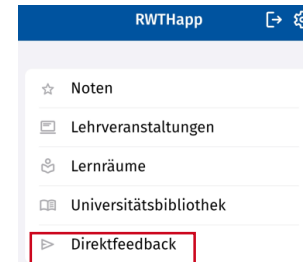 RWTHapp
Noten
Lehrveranstaltungen
Lernräume
Universitätsbibliothek
Direktfeedback